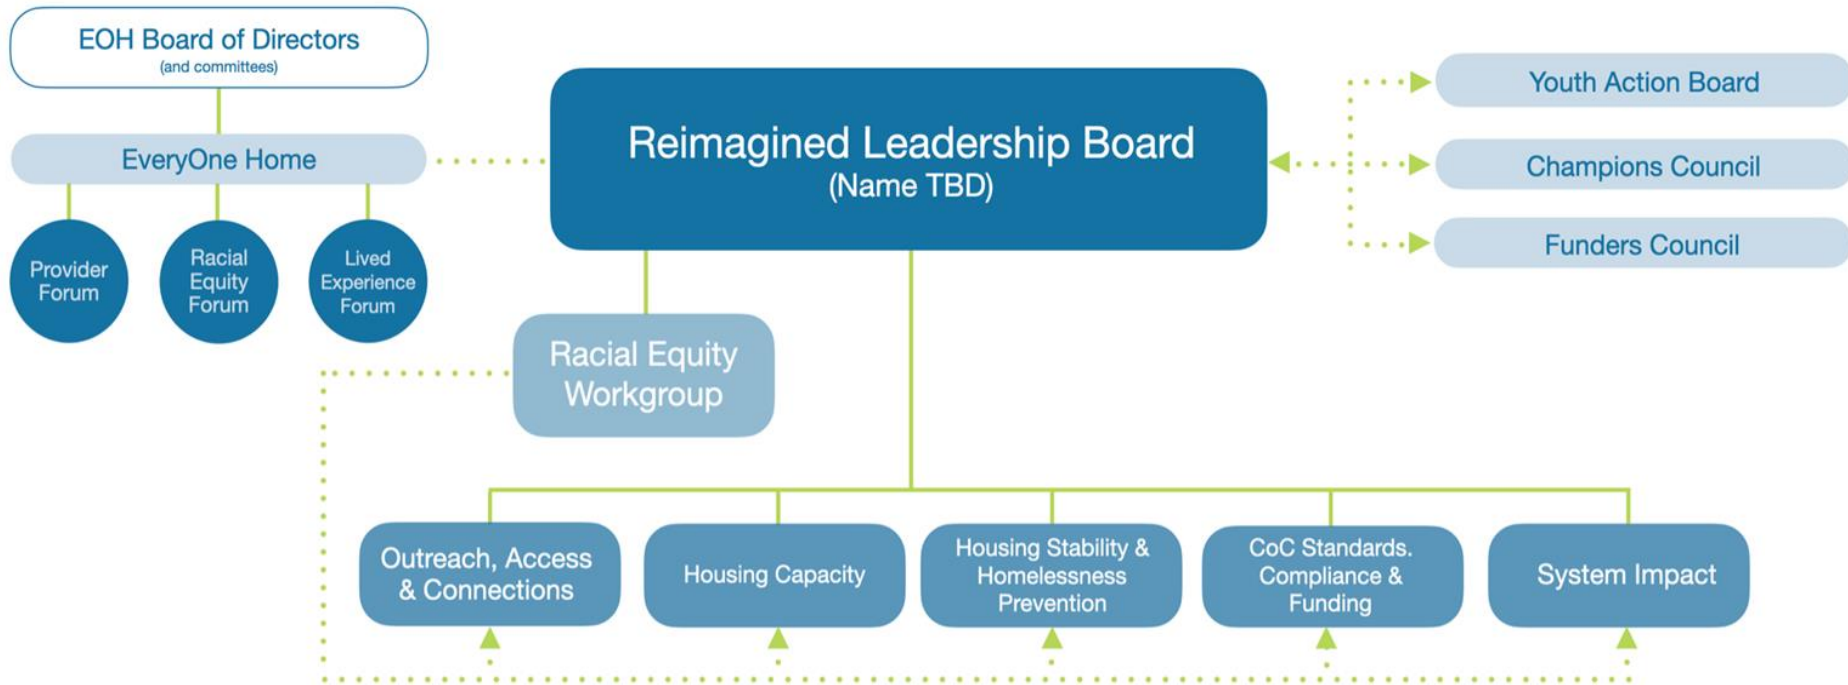 EOH Board of Directors
(and committees)
EveryOne Home
Provider
Forum
Racial
Equity
Forum
Lived
Experience
Forum
Reimagined Leadership Board
(Name TBD)
Youth Action Board
Champions Council
Funders Council
Racial Equity
Workgroup
Outreach, Access
& Connections
Housing Capacity
Housing Stability &
Homelessness
Prevention
CoC Standards.
Compliance &
Funding
System Impact